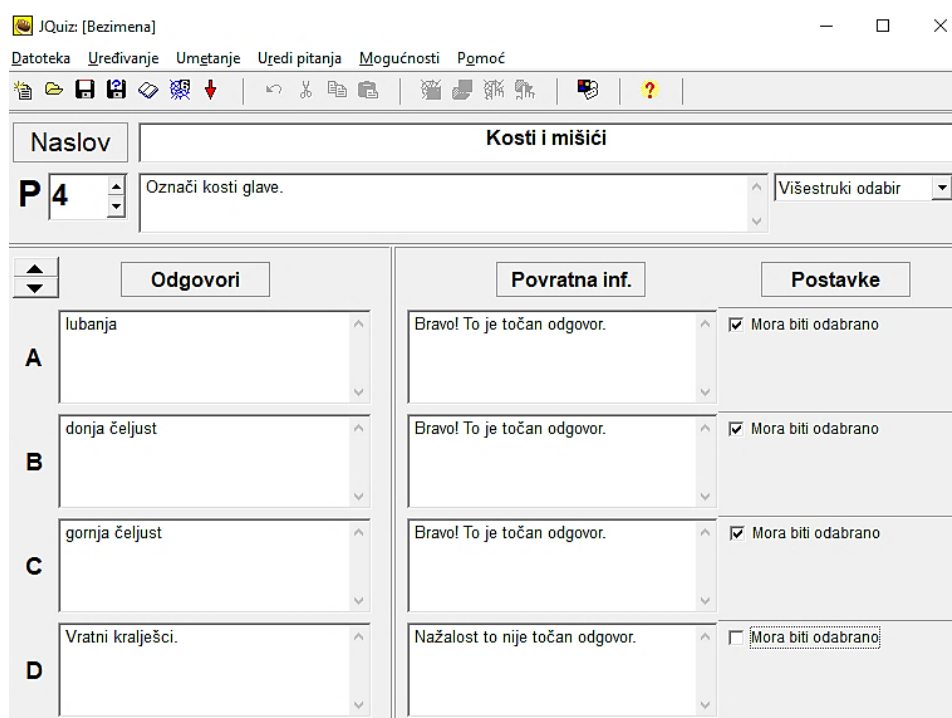 JQuiz: [Bezimena]
Datoteka Uređivanje Umetanje Uredi pitanja Mogućnosti Pomoć
Naslov Kosti i mišići
P 4 Označi kosti glave. Višestruki odabir
Odgovori Povratna inf. Postavke
A lubanja Bravo! To je točan odgovor. Mora biti odabrano
B donja čeljust Bravo! To je točan odgovor. Mora biti odabrano
C gornja čeljust Bravo! To je točan odgovor. Mora biti odabrano
D Vratni kralješci. Nažalost to nije točan odgovor. Mora biti odabrano